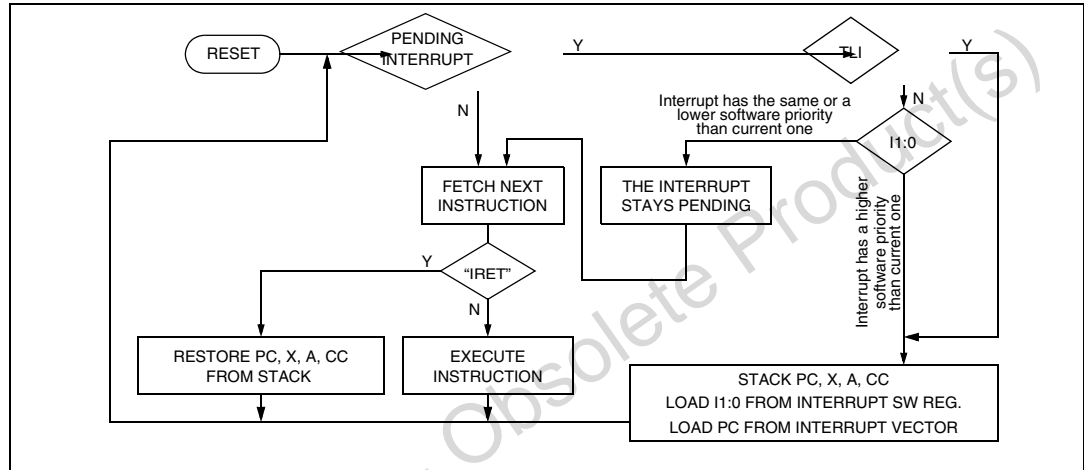 RESET
PENDING
INTERRUPT
Y
TLI
Y
N
Interrupt has the same or a
lower software priority
than current one
N
I1:0
FETCH NEXT
INSTRUCTION
THE INTERRUPT
STAYS PENDING
Interrupt has a higher
software priority
than current one
Y
“IRET”
N
RESTORE PC, X, A, CC
FROM STACK
EXECUTE
INSTRUCTION
STACK PC, X, A, CC
LOAD I1:0 FROM INTERRUPT SW REG.
LOAD PC FROM INTERRUPT VECTOR
Obsolete Product(s)